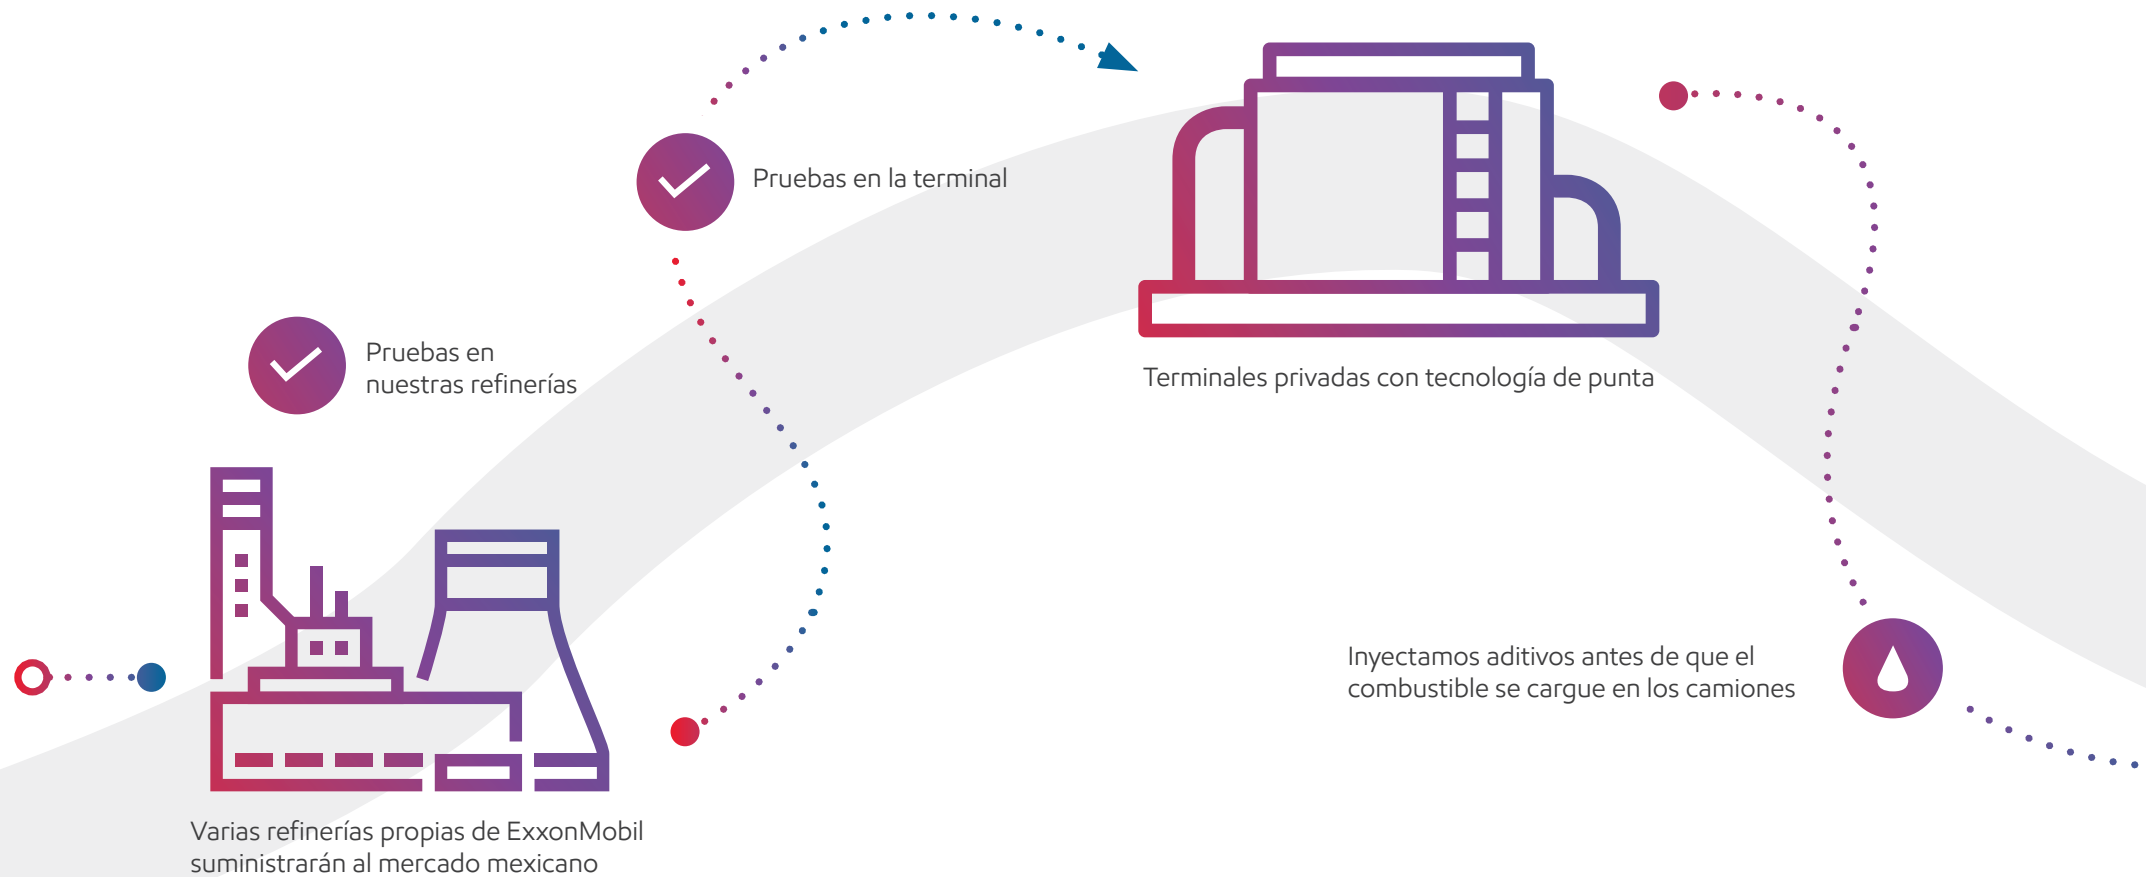 Pruebas en la terminal
Pruebas en
nuestras refinerías
Terminales privadas con tecnología de punta
Inyectamos aditivos antes de que el
combustible se cargue en los camiones
Varias refinerías propias de ExxonMobil
suministrarán al mercado mexicano